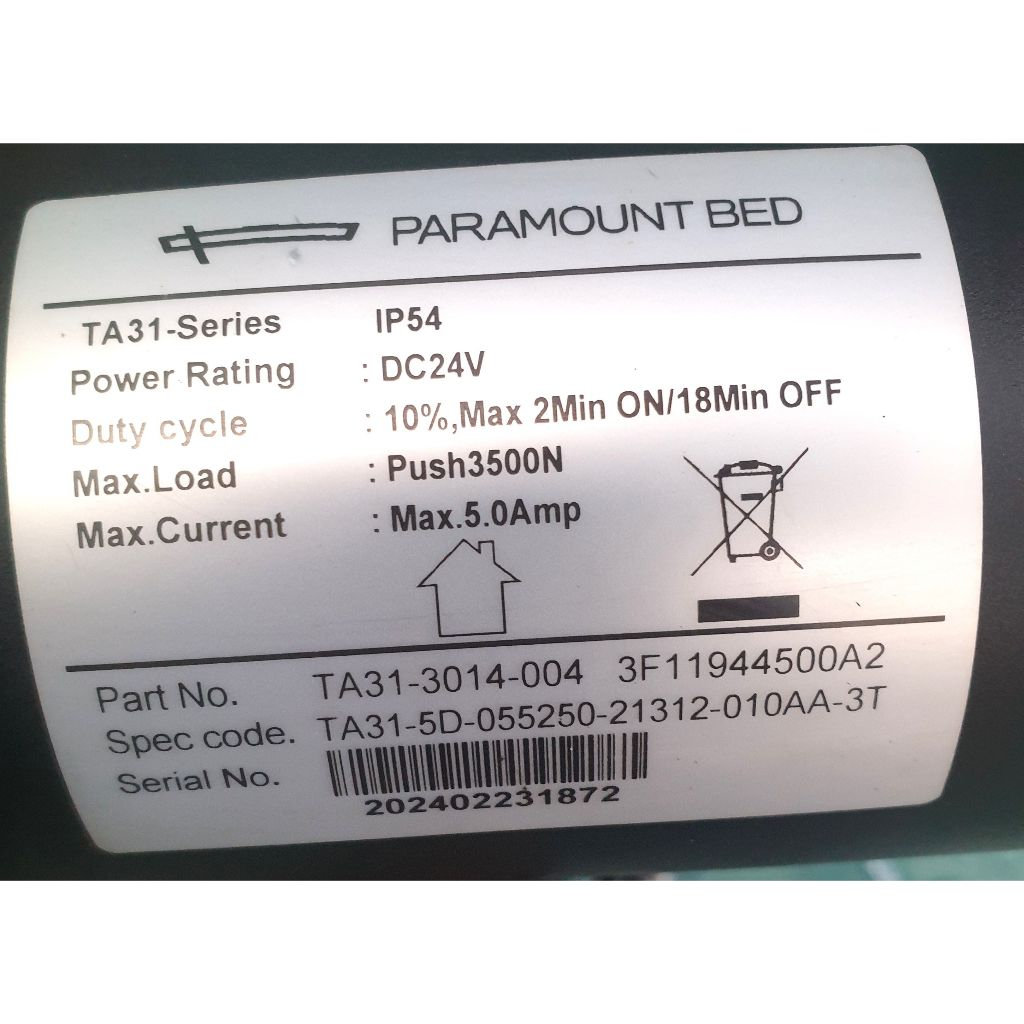 PARAMOUNT BED
TA31-Series IP54
Power Rating : DC24V
Duty cycle : 10%,Max 2Min ON/18Min OFF
Max.Load : Push3500N
Max.Current : Max.5.0Amp
Part No. TA31-3014-004 3F11944500A2
Spec code. TA31-5D-055250-21312-010AA-3T
Serial No.
202402231872